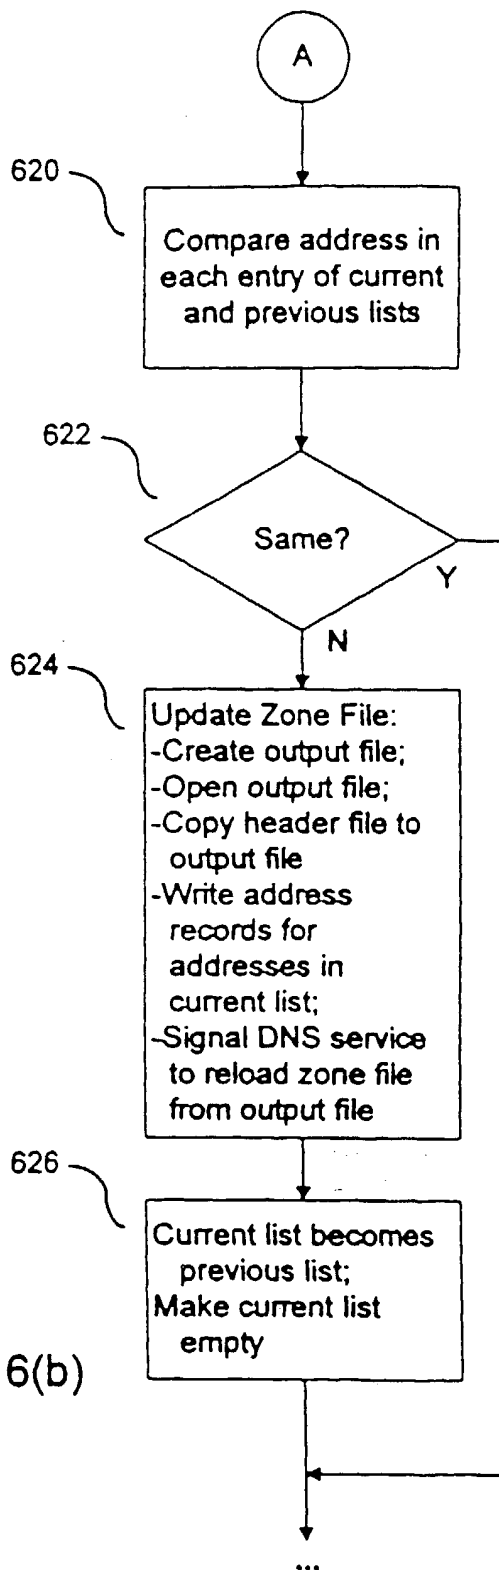 A
620
Compare address in
each entry of current
and previous lists
622
Same?
Y
N
624
Update Zone File:
-Create output file;
-Open output file;
-Copy header file to
output file
-Write address
records for
addresses in
current list;
-Signal DNS service
to reload zone file
from output file
626
Current list becomes
previous list;
Make current list
empty
6(b)
...